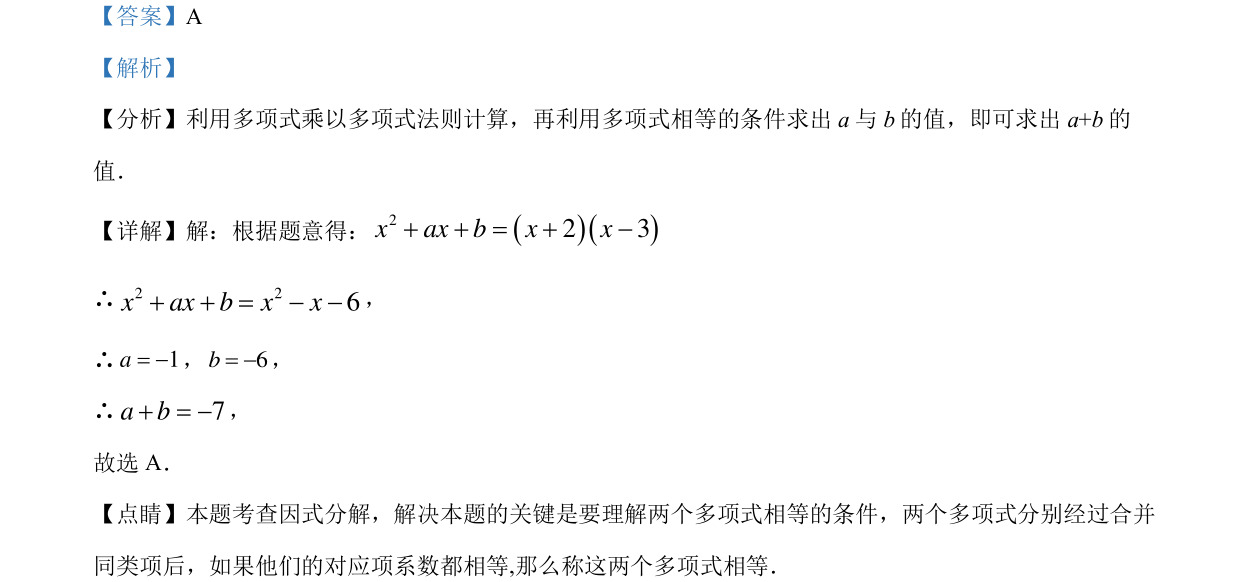 【答案】A
【解析】
【分析】利用多项式乘以多项式法则计算，再利用多项式相等的条件求出 a 与 b 的值，即可求出 a+b 的
值．
【详解】解：根据题意得：x² + ax + b = (x + 2)(x − 3)
∴ x² + ax + b = x² − x − 6，
∴ a = −1，b = −6，
∴ a + b = −7，
故选 A．
【点睛】本题考查因式分解，解决本题的关键是要理解两个多项式相等的条件，两个多项式分别经过合并
同类项后，如果他们的对应项系数都相等,那么称这两个多项式相等．